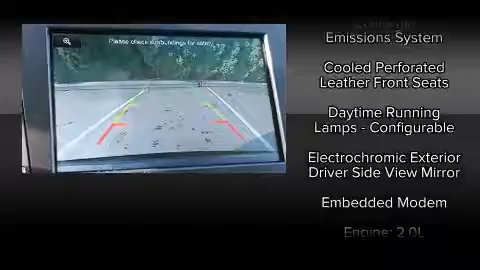 Please check surroundings for safety
Emissions System
Cooled Perforated
Leather Front Seats
Daytime Running
Lamps - Configurable
Electrochromic Exterior
Driver Side View Mirror
Embedded Modem
Engine: 2.0L